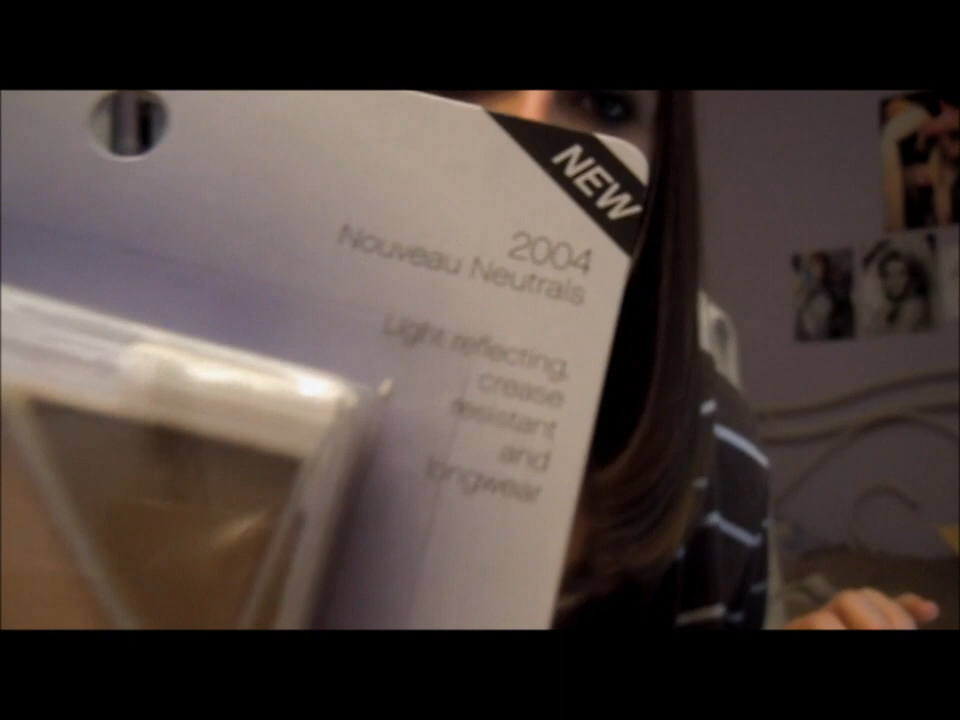 NEW
2004
Nouveau Neutrals
Light reflecting,
crease
resistant
and
longwear